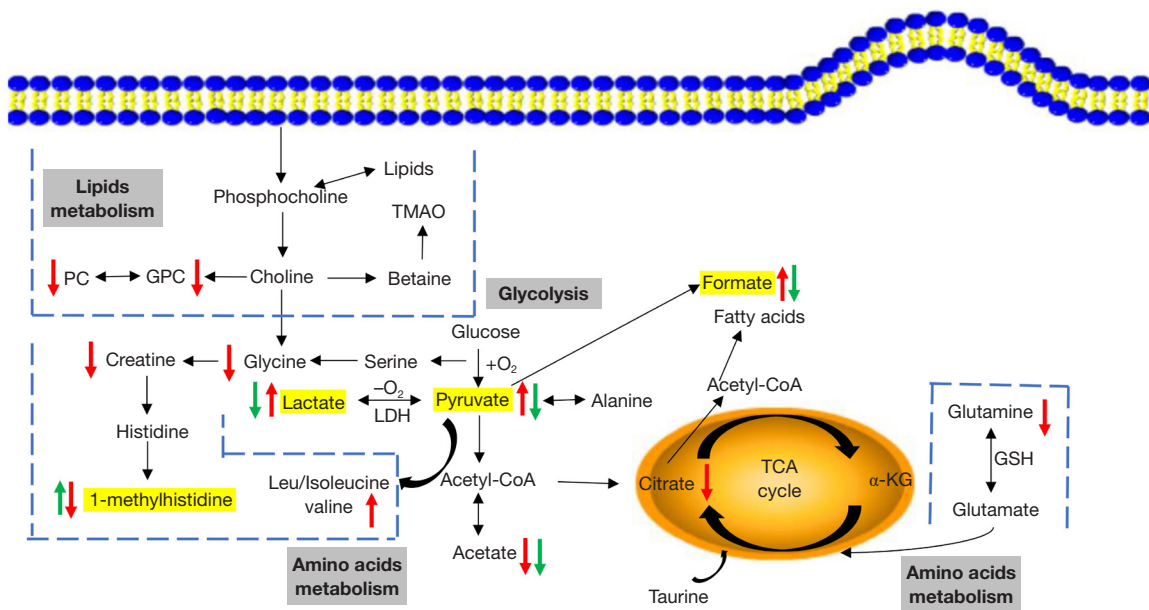 Lipids
metabolism
Lipids
Phosphocholine
TMAO
PC
GPC
Choline
Betaine
Glycolysis
Formate
Fatty acids
Glucose
+O₂
Creatine
Glycine
Serine
Acetyl-CoA
Lactate
–O₂
LDH
Pyruvate
Alanine
Glutamine
GSH
Glutamate
Histidine
1-methylhistidine
Leu/Isoleucine
valine
Acetyl-CoA
Citrate
TCA
cycle
α-KG
Acetate
Taurine
Amino acids
metabolism
Amino acids
metabolism